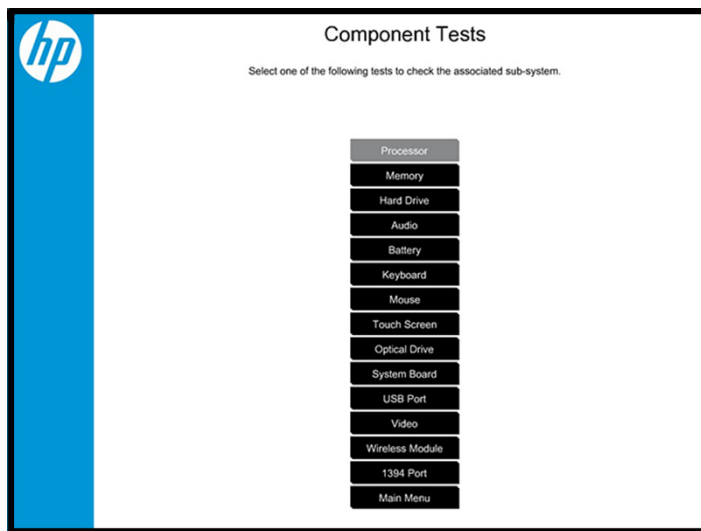 hp
Component Tests
Select one of the following tests to check the associated sub-system.
Processor
Memory
Hard Drive
Audio
Battery
Keyboard
Mouse
Touch Screen
Optical Drive
System Board
USB Port
Video
Wireless Module
1394 Port
Main Menu